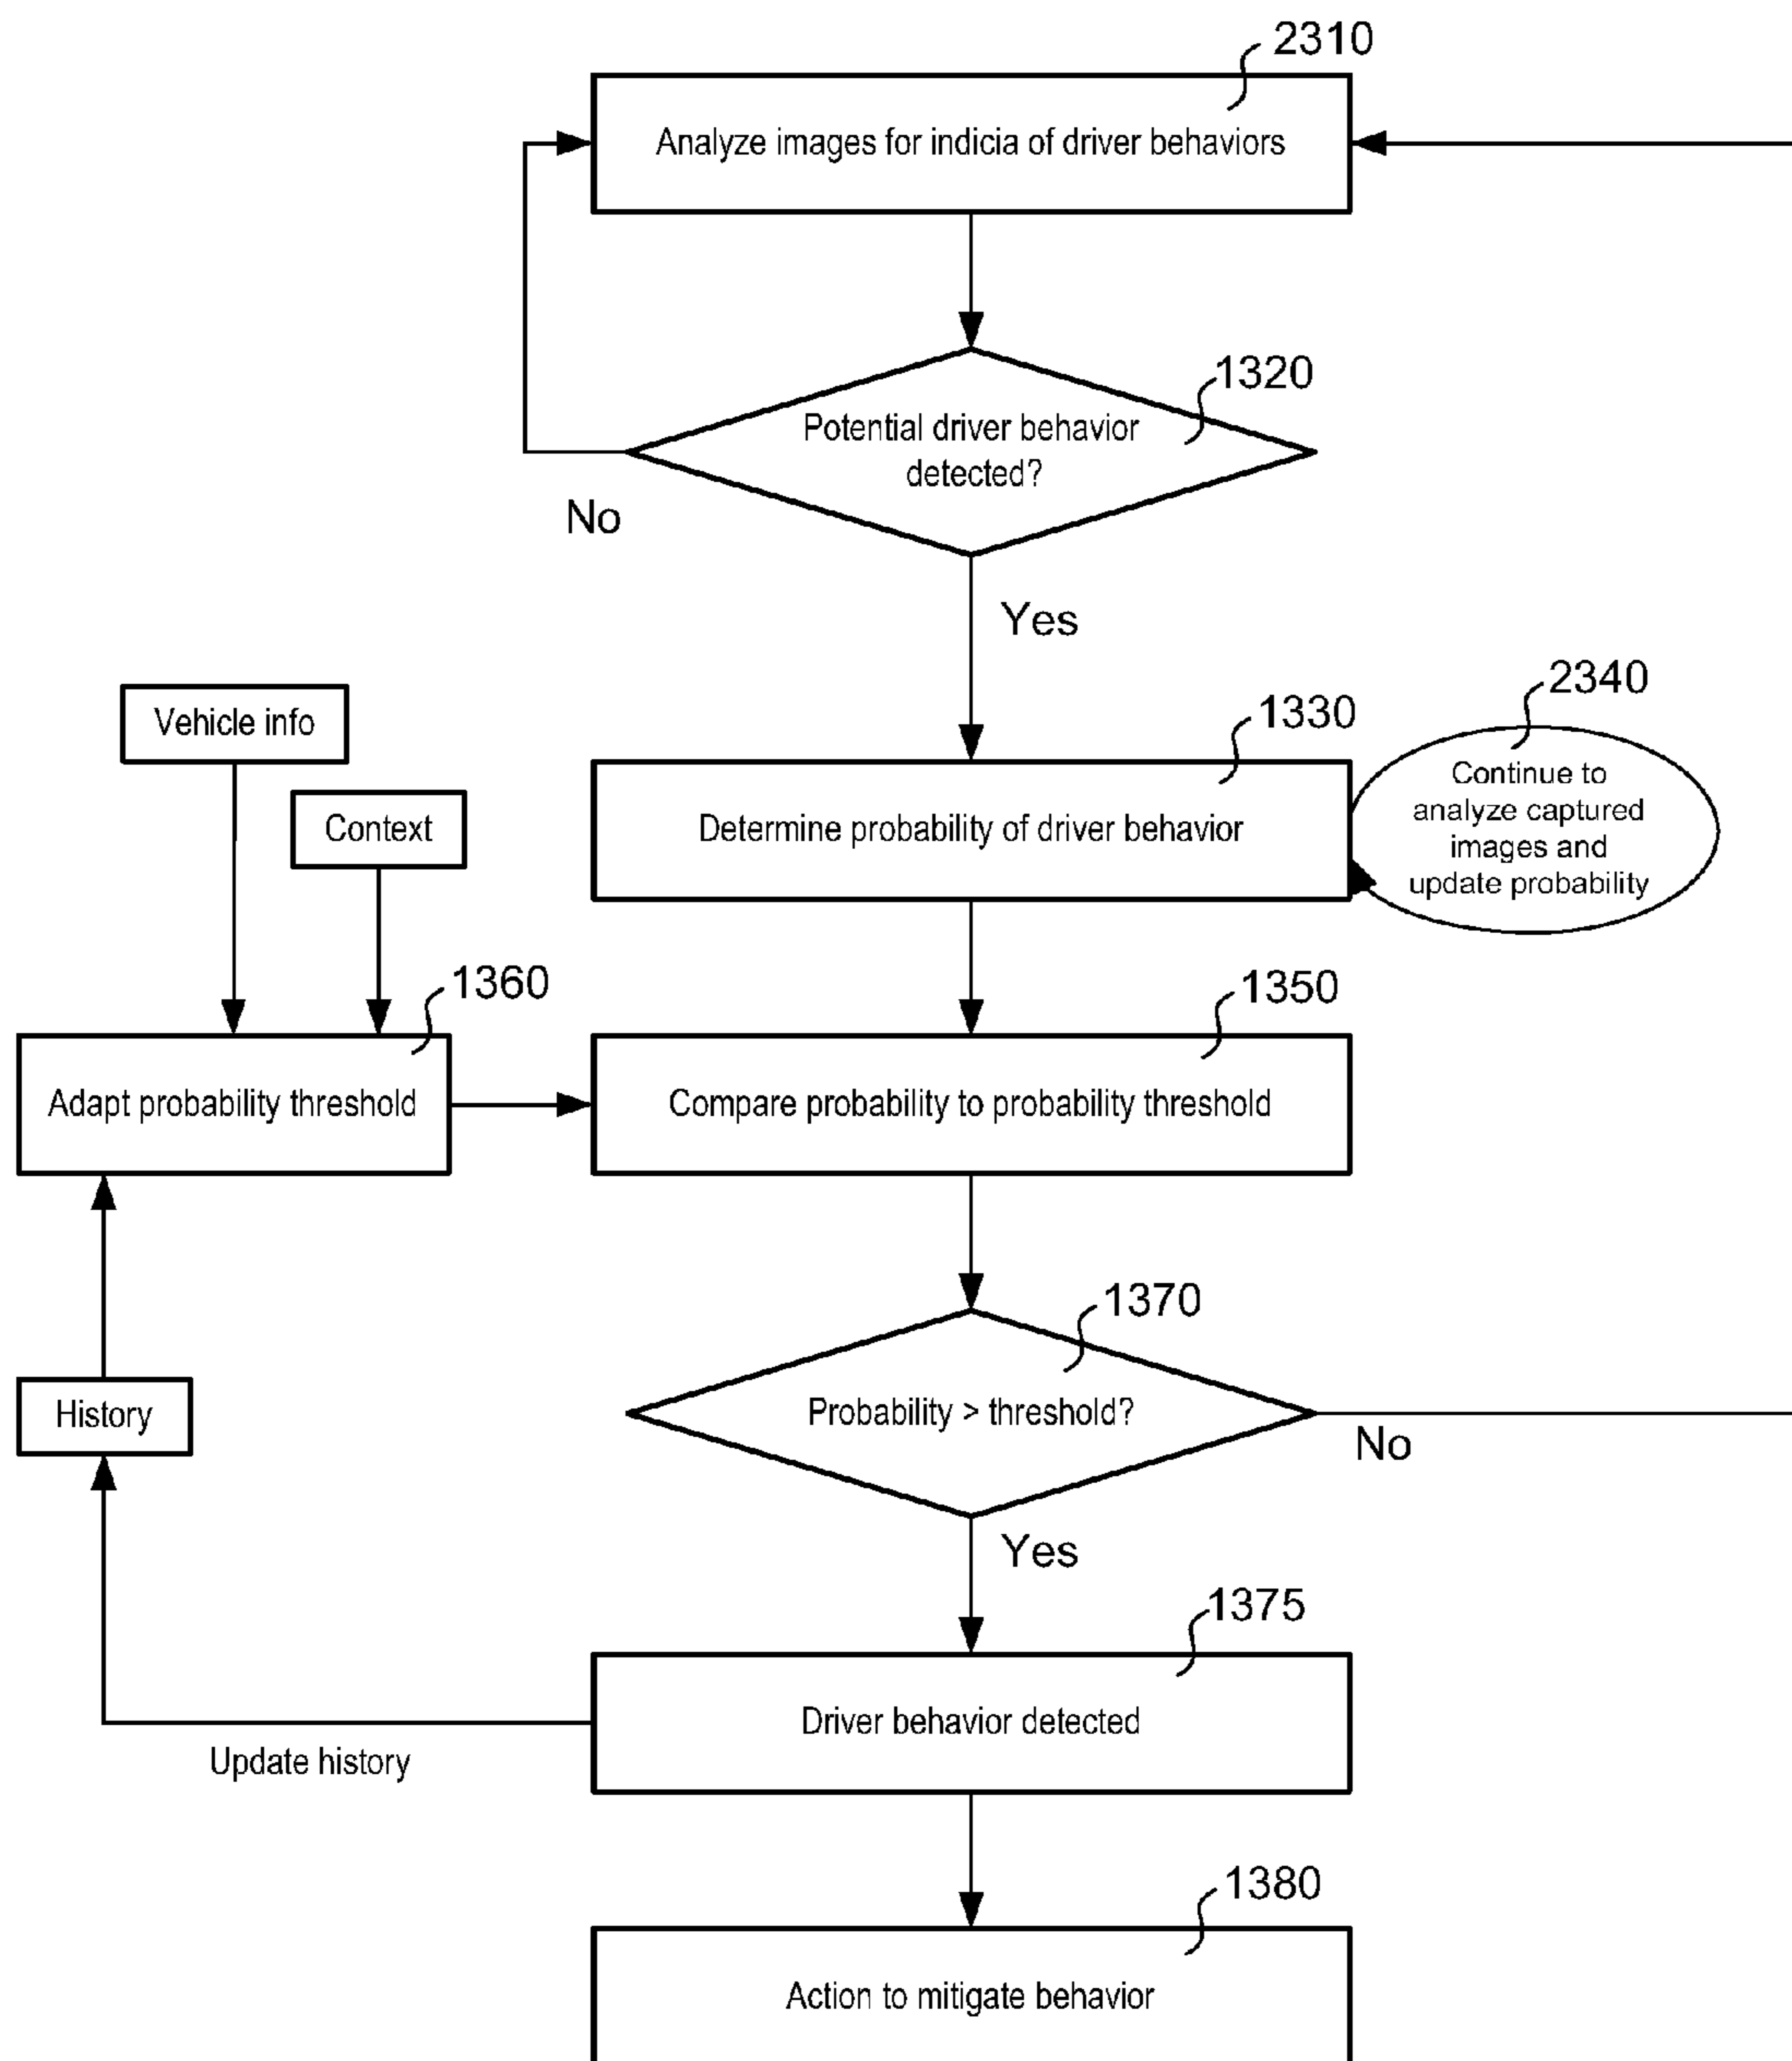 2310
Analyze images for indicia of driver behaviors
1320
Potential driver behavior
detected?
No
Yes
2340
Continue to
analyze captured
images and
update probability
Vehicle info
1330
Context
Determine probability of driver behavior
1360
1350
Adapt probability threshold
Compare probability to probability threshold
1370
History
Probability > threshold?
No
Yes
1375
Driver behavior detected
Update history
1380
Action to mitigate behavior